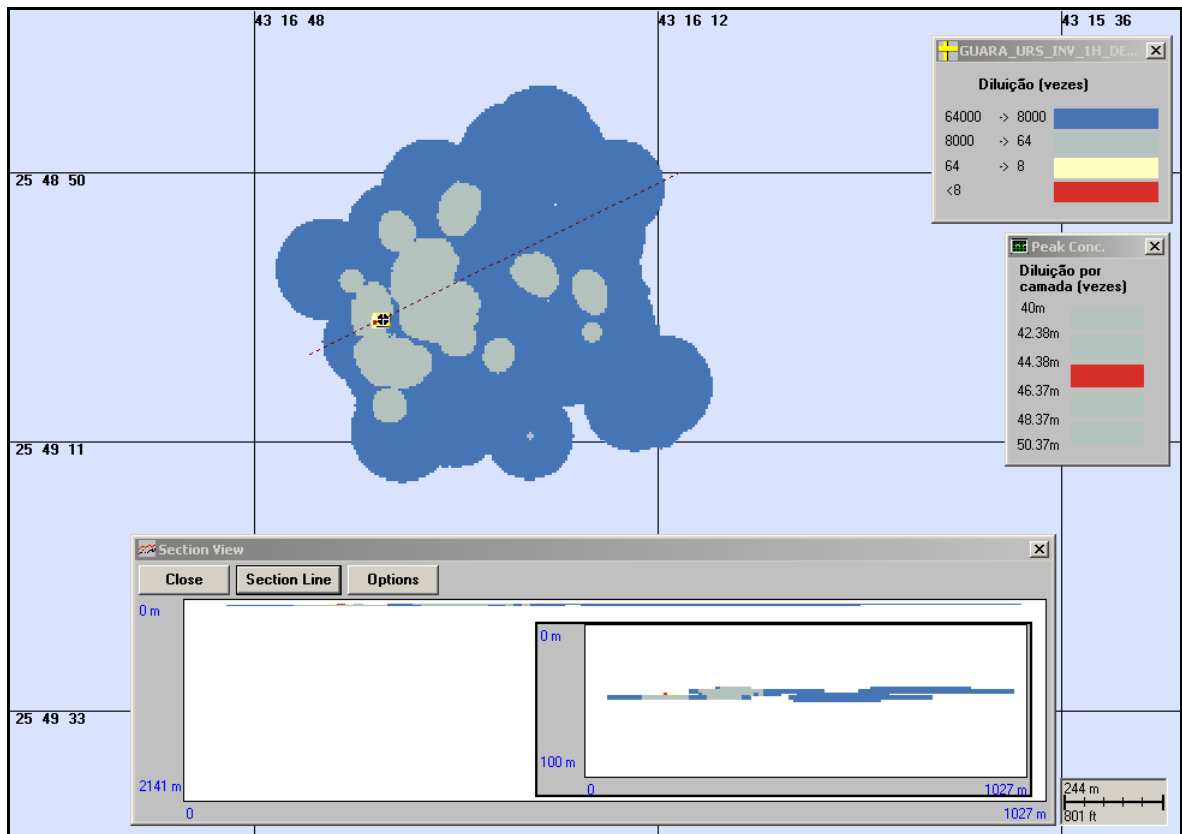 43 16 48
43 16 12
43 15 36
GUARA_URS_INV_1H_DE...
Diluição (vezes)
64000 -> 8000
8000 -> 64
64 -> 8
<8
25 48 50
Peak Conc.
Diluição por
camada (vezes)
40m
42.38m
44.38m
46.37m
48.37m
50.37m
25 49 11
Section View
Close
Section Line
Options
0 m
0 m
25 49 33
100 m
2141 m
0
1027 m
0
1027 m
244 m
801 ft